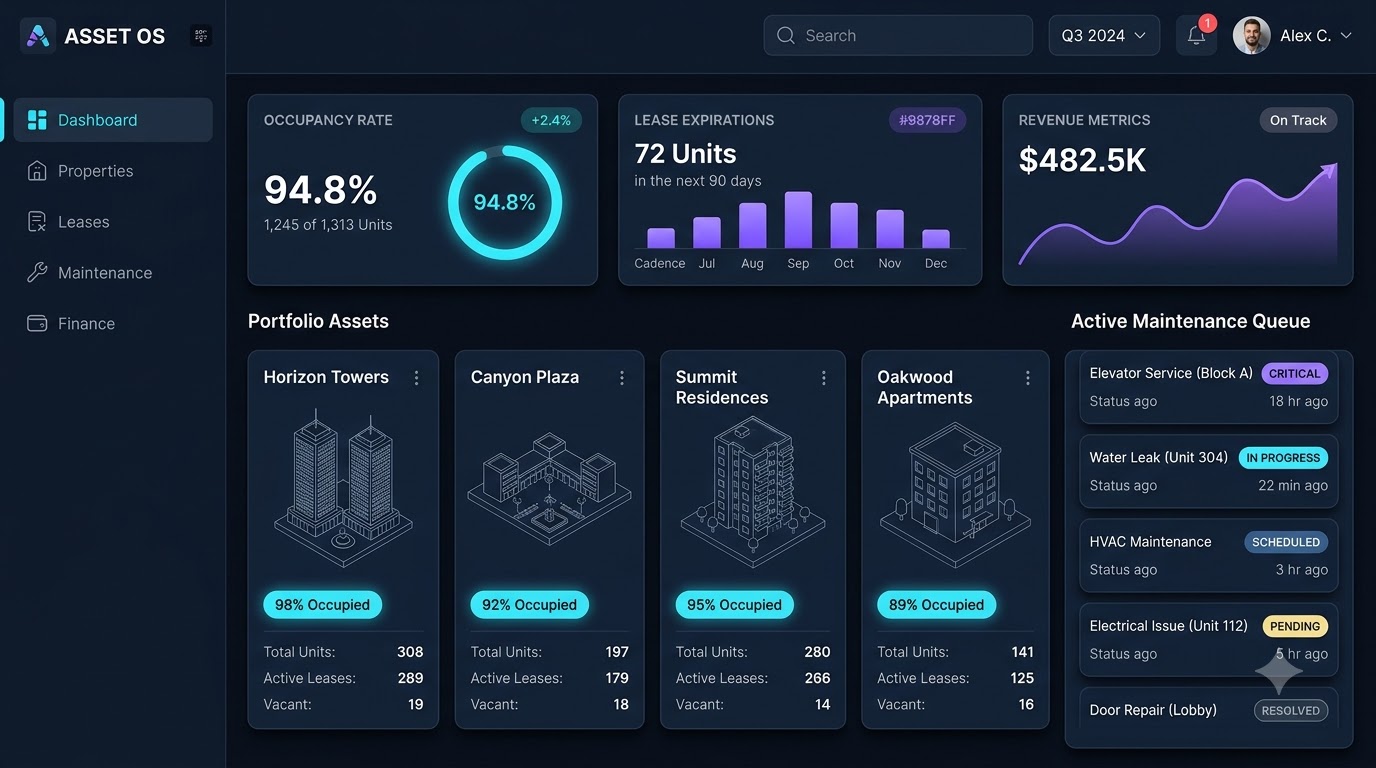 ASSET OS
Search
Q3 2024
1
Alex C.
Dashboard
Properties
Leases
Maintenance
Finance
OCCUPANCY RATE
+2.4%
94.8%
1,245 of 1,313 Units
94.8%
LEASE EXPIRATIONS
#9878FF
72 Units
in the next 90 days
Cadence Jul Aug Sep Oct Nov Dec
REVENUE METRICS
On Track
$482.5K
Portfolio Assets
Horizon Towers
98% Occupied
Total Units: 308
Active Leases: 289
Vacant: 19
Canyon Plaza
92% Occupied
Total Units: 197
Active Leases: 179
Vacant: 18
Summit
Residences
95% Occupied
Total Units: 280
Active Leases: 266
Vacant: 14
Oakwood
Apartments
89% Occupied
Total Units: 141
Active Leases: 125
Vacant: 16
Active Maintenance Queue
Elevator Service (Block A) CRITICAL
Status ago 18 hr ago
Water Leak (Unit 304) IN PROGRESS
Status ago 22 min ago
HVAC Maintenance SCHEDULED
Status ago 3 hr ago
Electrical Issue (Unit 112) PENDING
Status ago 5 hr ago
Door Repair (Lobby) RESOLVED